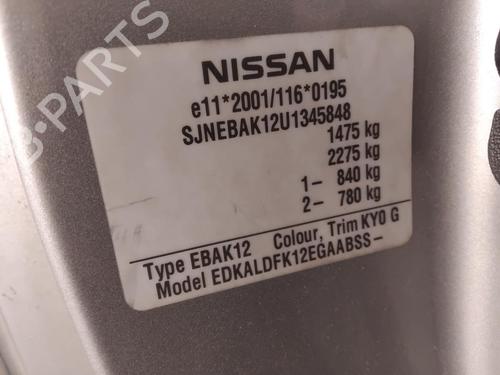 NISSAN
e11*2001/116*0195
SJNEBAK12U1345848
1475 kg
2275 kg
1– 840 kg
2– 780 kg
Type EBAK12 Colour, Trim KY0 G
Model EDKALDFK12EGAABSS–
B-PARTS